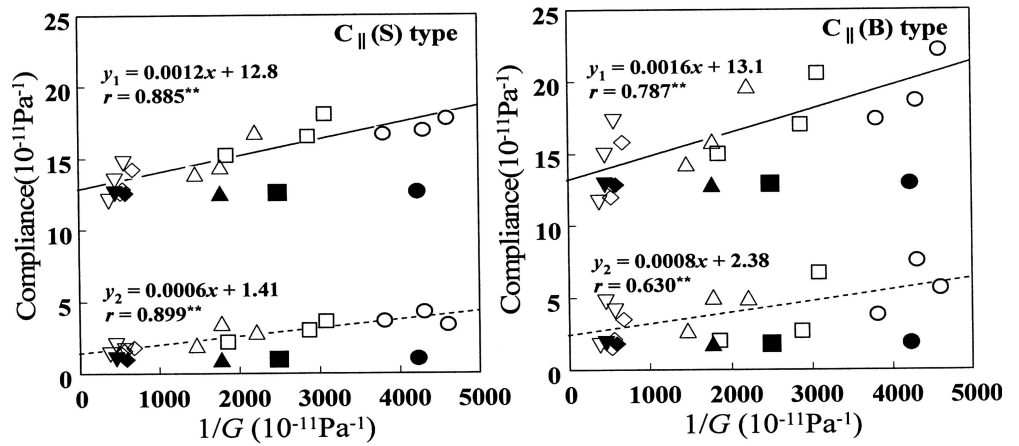 C∥(S) type
y₁ = 0.0012x + 12.8
r = 0.885**
y₂ = 0.0006x + 1.41
r = 0.899**
25
20
15
10
5
0
Compliance(10⁻¹¹Pa⁻¹)
0 1000 2000 3000 4000 5000
1/G (10⁻¹¹Pa⁻¹)
C∥(B) type
y₁ = 0.0016x + 13.1
r = 0.787**
y₂ = 0.0008x + 2.38
r = 0.630**
25
20
15
10
5
0
Compliance(10⁻¹¹Pa⁻¹)
0 1000 2000 3000 4000 5000
1/G (10⁻¹¹Pa⁻¹)